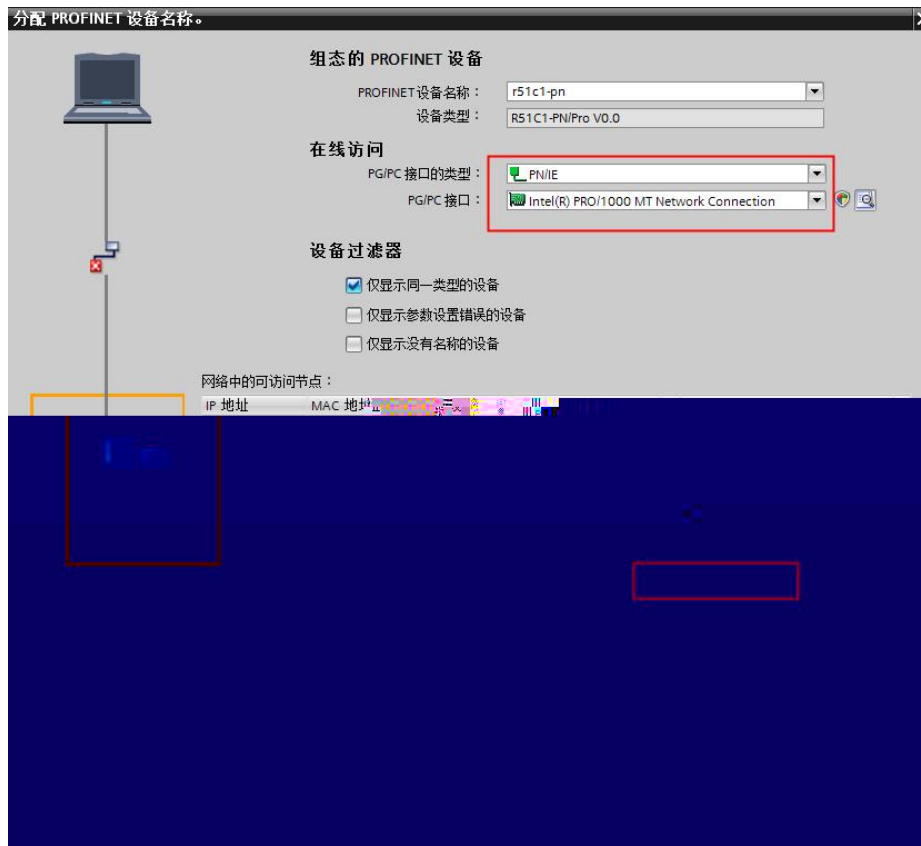 分配 PROFINET 设备名称。
组态的 PROFINET 设备
PROFINET设备名称： r51c1-pn
设备类型： R51C1-PN/Pro V0.0
在线访问
PG/PC 接口的类型： PN/IE
PG/PC 接口： Intel(R) PRO/1000 MT Network Connection
设备过滤器
仅显示同一类型的设备
仅显示参数设置错误的设备
仅显示没有名称的设备
网络中的可访问节点：
IP 地址 MAC 地址